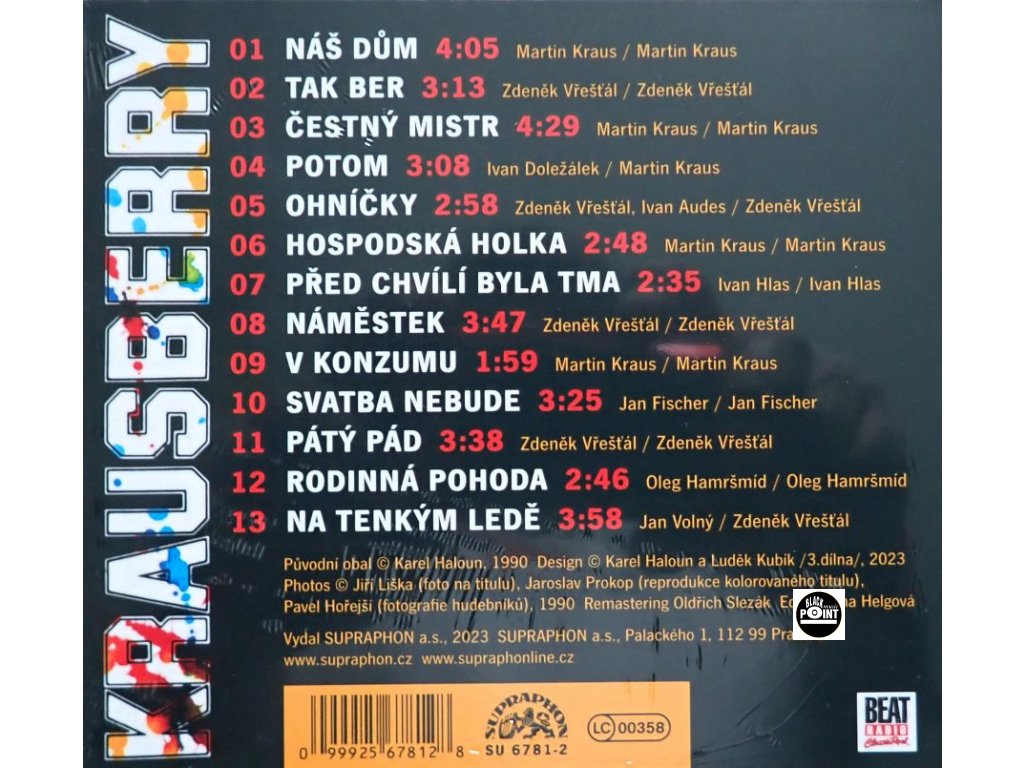 KRAUSBERRY
01 NÁŠ DŮM 4:05 Martin Kraus / Martin Kraus
02 TAK BER 3:13 Zdeněk Vřešťál / Zdeněk Vřešťál
03 ČESTNÝ MISTR 4:29 Martin Kraus / Martin Kraus
04 POTOM 3:08 Ivan Doležálek / Martin Kraus
05 OHNÍČKY 2:58 Zdeněk Vřešťál, Ivan Audes / Zdeněk Vřešťál
06 HOSPODSKÁ HOLKA 2:48 Martin Kraus / Martin Kraus
07 PŘED CHVÍLÍ BYLA TMA 2:35 Ivan Hlas / Ivan Hlas
08 NÁMĚSTEK 3:47 Zdeněk Vřešťál / Zdeněk Vřešťál
09 V KONZUMU 1:59 Martin Kraus / Martin Kraus
10 SVATBA NEBUDE 3:25 Jan Fischer / Jan Fischer
11 PÁTÝ PÁD 3:38 Zdeněk Vřešťál / Zdeněk Vřešťál
12 RODINNÁ POHODA 2:46 Oleg Hamršmíd / Oleg Hamršmíd
13 NA TENKÝM LEDĚ 3:58 Jan Volný / Zdeněk Vřešťál
Původní obal © Karel Haloun, 1990 Design © Karel Haloun a Luděk Kubík /3.dílna/, 2023
Photos © Jiří Liška (foto na titulu), Jaroslav Prokop (reprodukce kolorovaného titulu),
Pavel Hořejší (fotografie hudebníků), 1990 Remastering Oldřich Slezák Helgová
Vydal SUPRAPHON a.s., 2023 SUPRAPHON a.s., Palackého 1, 112 99
www.supraphon.cz www.supraphonline.cz
BLACK music
POINT
0 99925 67812 8
SUPRAPHON
SU 6781-2
LC 00358
BEAT
RADIO
Classic Rock